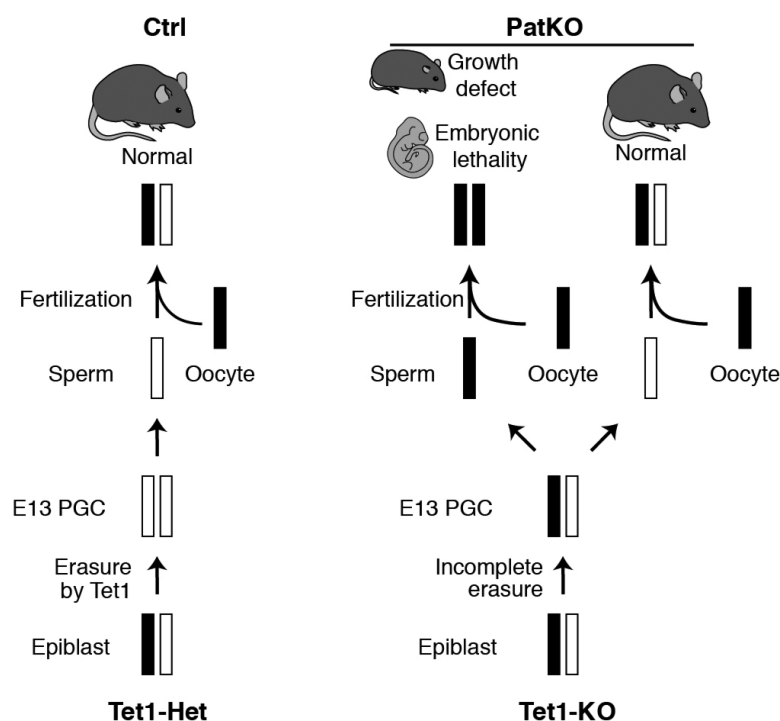 Ctrl
PatKO
Growth
defect
Embryonic
lethality
Normal
Normal
Fertilization
Fertilization
Sperm
Oocyte
Sperm
Oocyte
Oocyte
E13 PGC
E13 PGC
Erasure
by Tet1
Incomplete
erasure
Epiblast
Epiblast
Tet1-Het
Tet1-KO